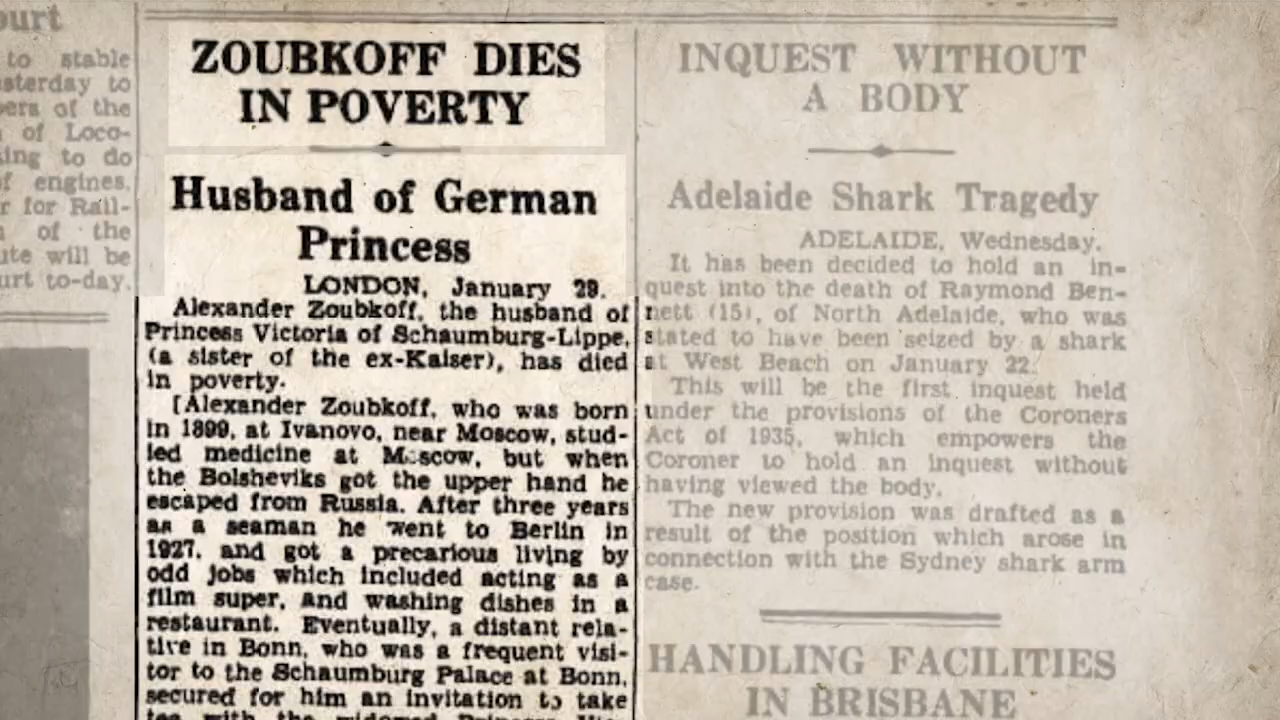 ourt
to stable
sterday to
ers of the
of Loco-
ing to do
f engines.
r for Rail-
of the
ute will be
urt to-day.
ZOUBKOFF DIES
IN POVERTY
Husband of German
Princess
LONDON, January 29.
Alexander Zoubkoff, the husband of
Princess Victoria of Schaumburg-Lippe,
(a sister of the ex-Kaiser), has died
in poverty.
[Alexander Zoubkoff, who was born
in 1899, at Ivanovo, near Moscow, stud-
ied medicine at Moscow, but when
the Bolsheviks got the upper hand he
escaped from Russia. After three years
as a seaman he went to Berlin in
1927, and got a precarious living by
odd jobs which included acting as a
film super, and washing dishes in a
restaurant. Eventually, a distant rela-
tive in Bonn, who was a frequent visi-
tor to the Schaumburg Palace at Bonn,
secured for him an invitation to take
tea with the widowed Princess Vic-
INQUEST WITHOUT
A BODY
Adelaide Shark Tragedy
ADELAIDE, Wednesday.
It has been decided to hold an in-
quest into the death of Raymond Ben-
nett (15), of North Adelaide, who was
stated to have been seized by a shark
at West Beach on January 22.
This will be the first inquest held
under the provisions of the Coroners
Act of 1935, which empowers the
Coroner to hold an inquest without
having viewed the body.
The new provision was drafted as a
result of the position which arose in
connection with the Sydney shark arm
case.
HANDLING FACILITIES
IN BRISBANE